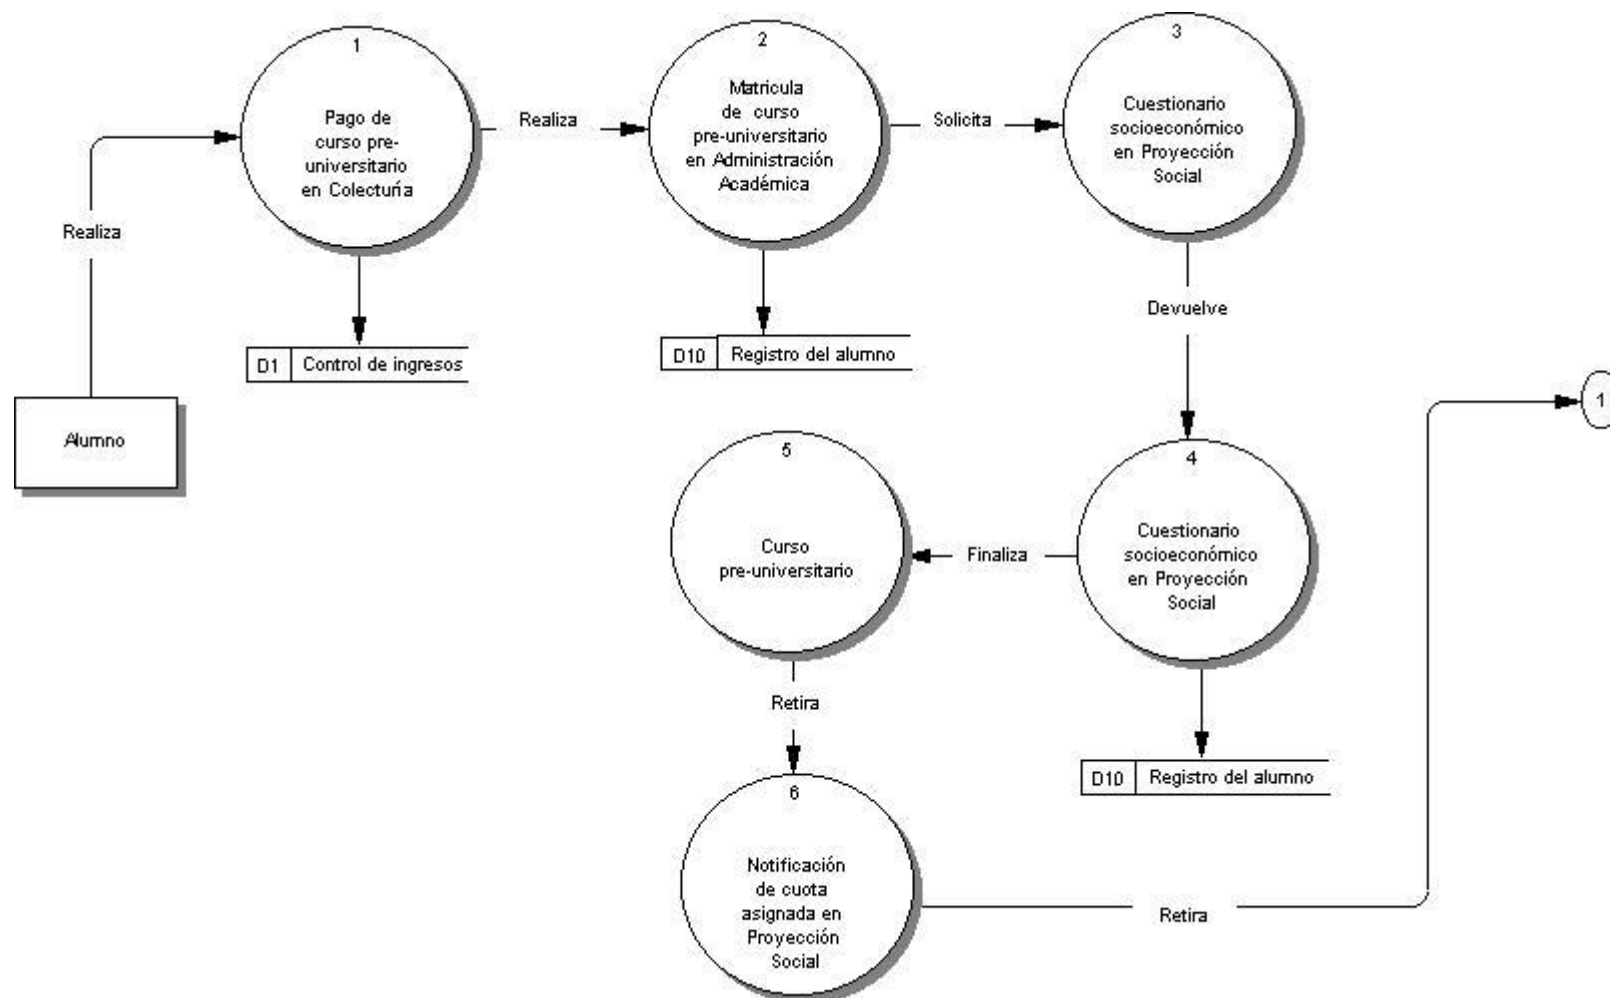 1
Pago de
curso pre-
universitario
en Colecturía
Realiza
2
Matricula
de curso
pre-universitario
en Administración
Académica
Solicita
3
Cuestionario
socioeconómico
en Proyección
Social
Realiza
Alumno
D1 Control de ingresos
D10 Registro del alumno
Devuelve
1
4
Cuestionario
socioeconómico
en Proyección
Social
Finaliza
5
Curso
pre-universitario
D10 Registro del alumno
Retira
6
Notificación
de cuota
asignada en
Proyección
Social
Retira